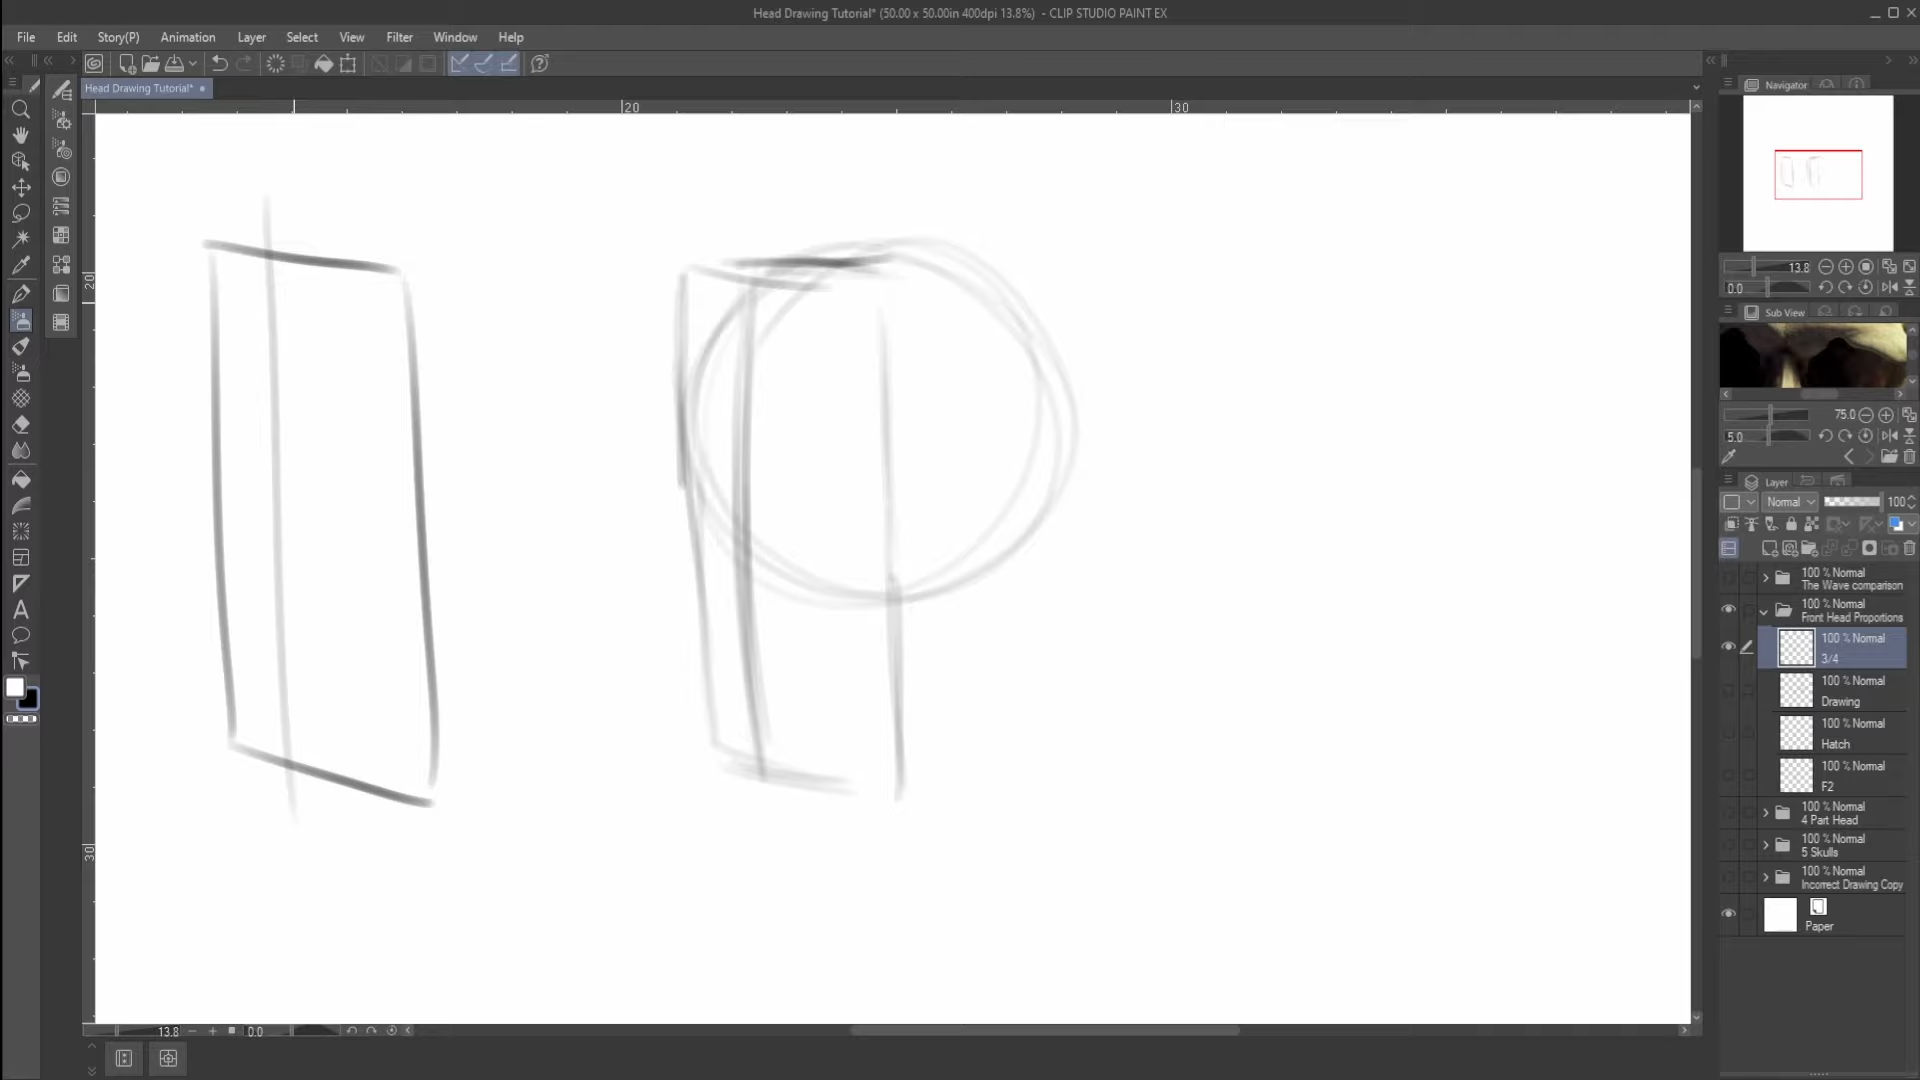 Head Drawing Tutorial* (50.00 x 50.00in 400dpi 13.8%) - CLIP STUDIO PAINT EX
File Edit Story(P) Animation Layer Select View Filter Window Help
Head Drawing Tutorial*
Navigator
20 30
13.8
0.0
20
Sub View
75.0
5.0
Layer
Normal 100
100 % Normal
The Wave comparison
100 % Normal
Front Head Proportions
100 % Normal
3/4
100 % Normal
Drawing
100 % Normal
Hatch
100 % Normal
F2
100 % Normal
4 Part Head
100 % Normal
5 Skulls
100 % Normal
Incorrect Drawing Copy
Paper
30
13.8 0.0